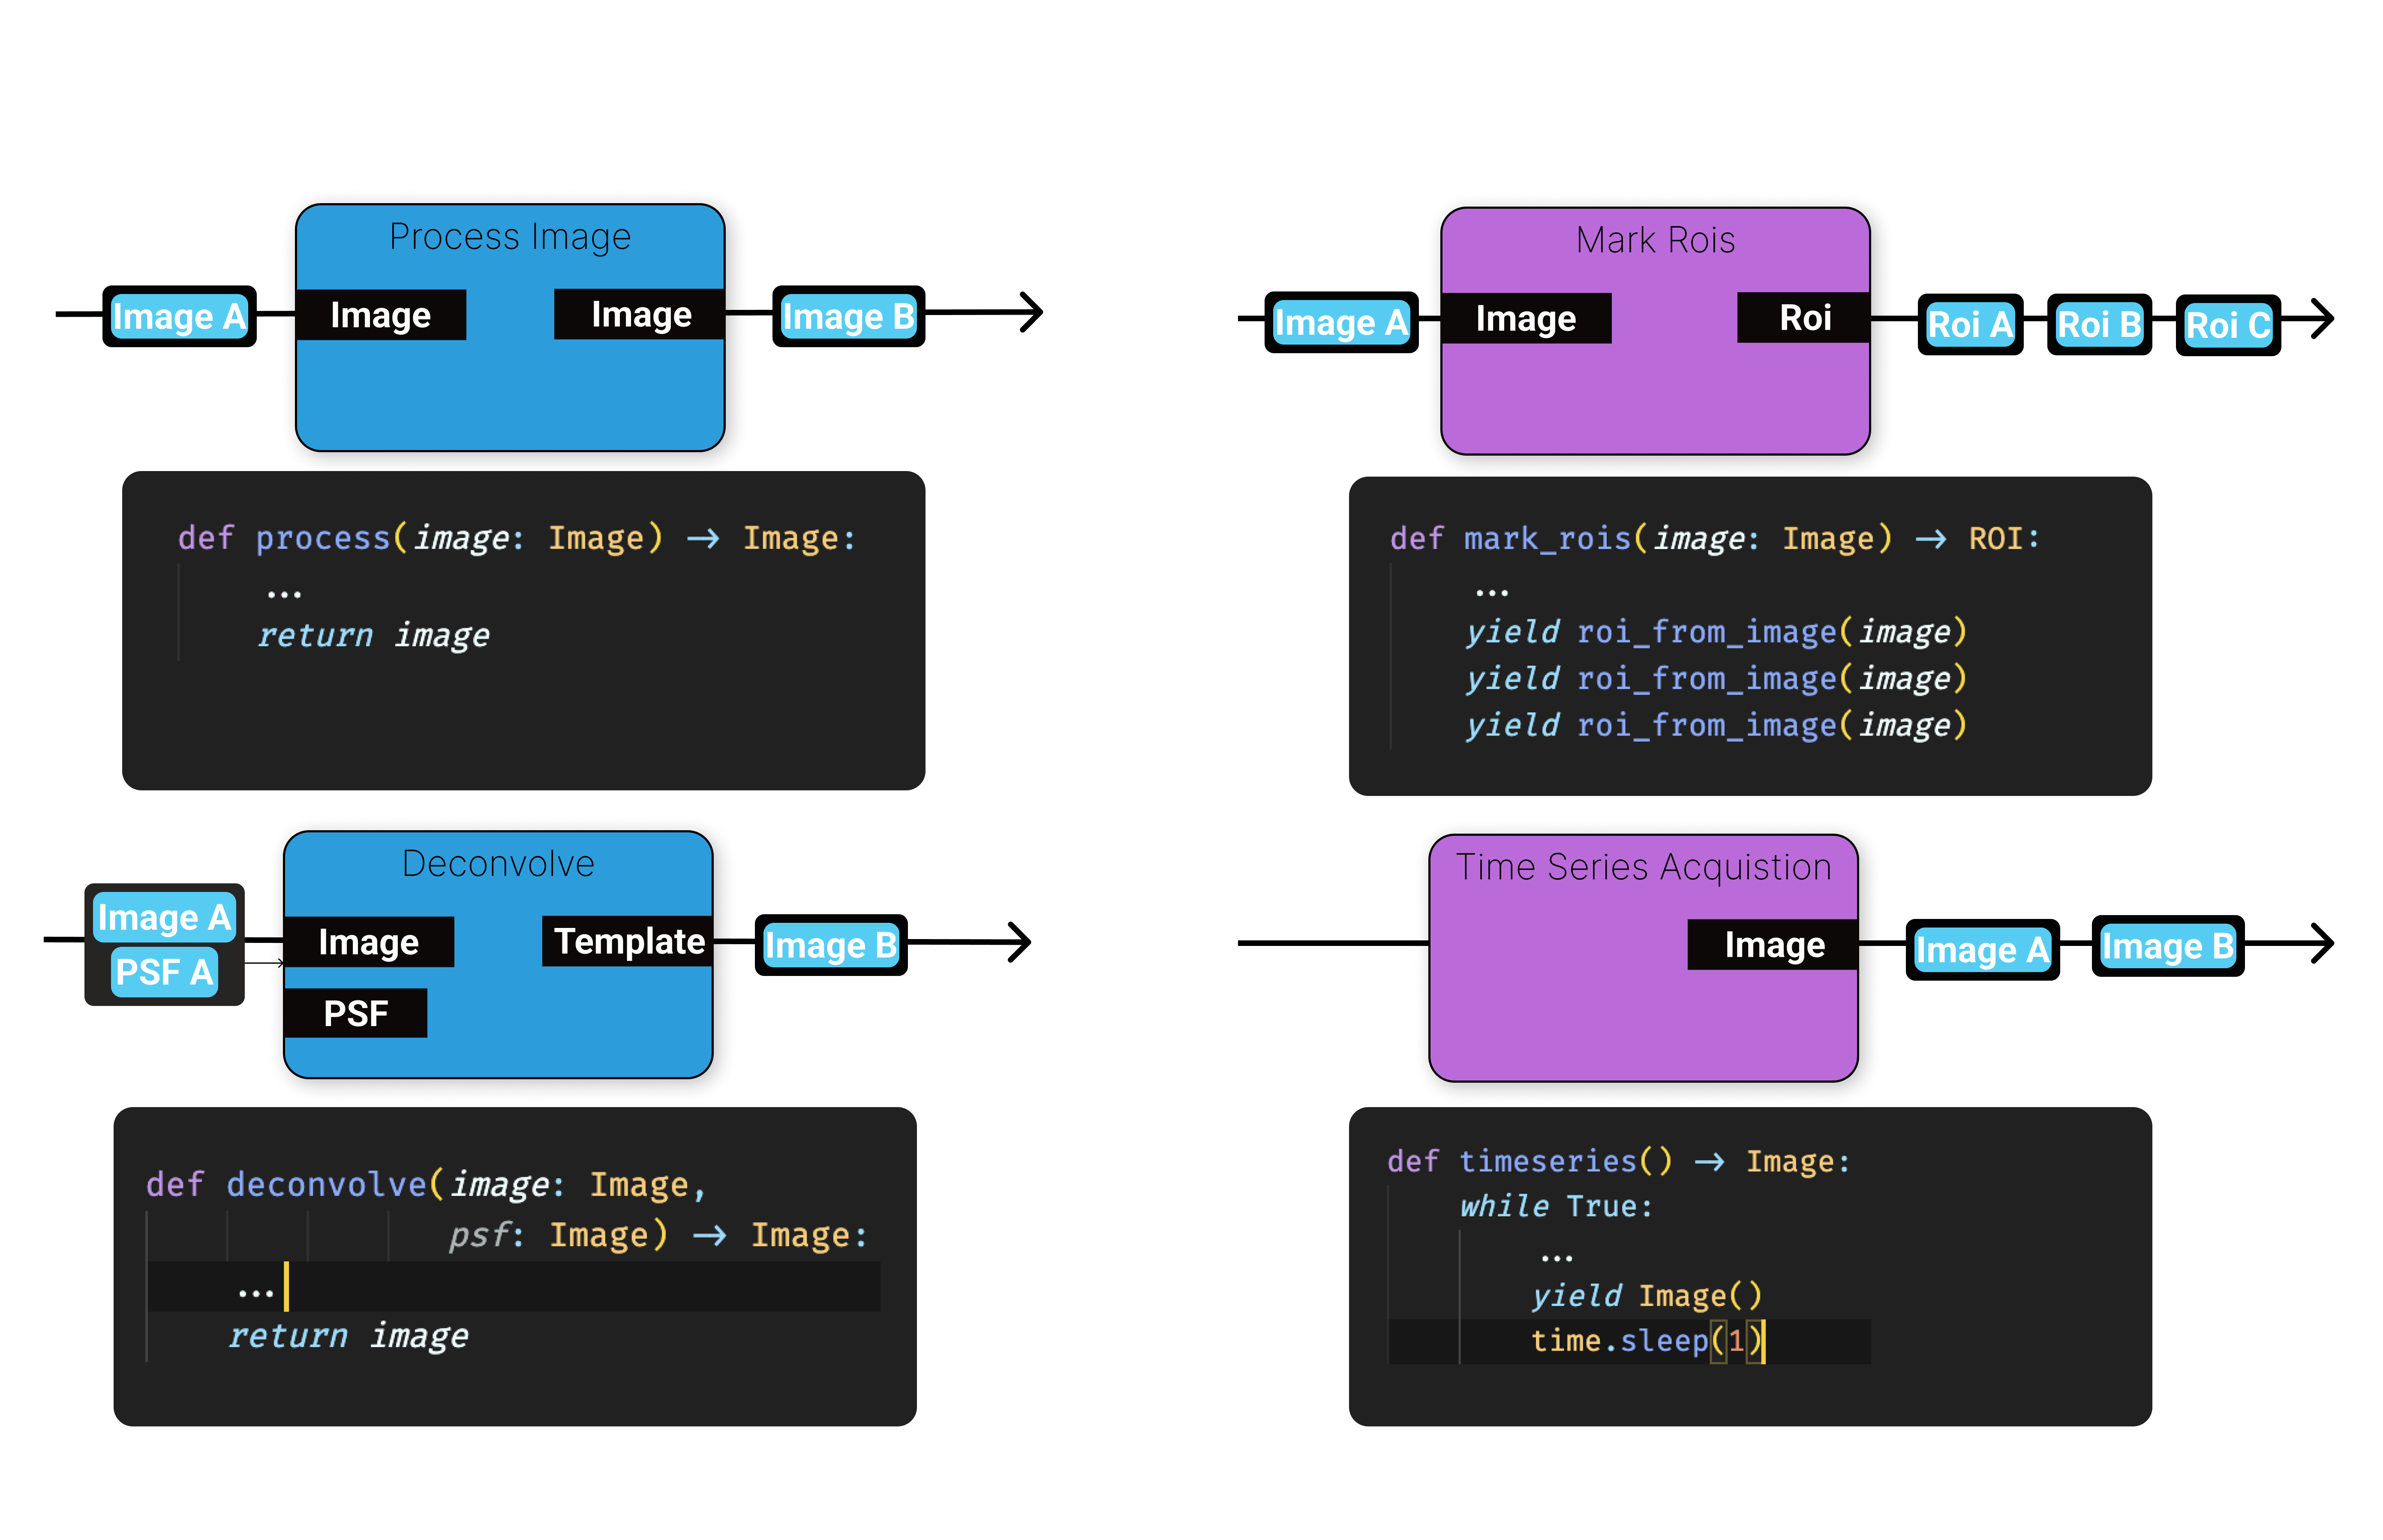 Process Image
Image A
Image
Image
Image B
def process(image: Image) → Image:
...
return image
Mark Rois
Image A
Image
Roi
Roi A
Roi B
Roi C
def mark_rois(image: Image) → ROI:
...
yield roi_from_image(image)
yield roi_from_image(image)
yield roi_from_image(image)
Deconvolve
Image A
PSF A
Image
PSF
Template
Image B
def deconvolve(image: Image,
psf: Image) → Image:
...
return image
Time Series Acquistion
Image
Image A
Image B
def timeseries() → Image:
while True:
...
yield Image()
time.sleep(1)